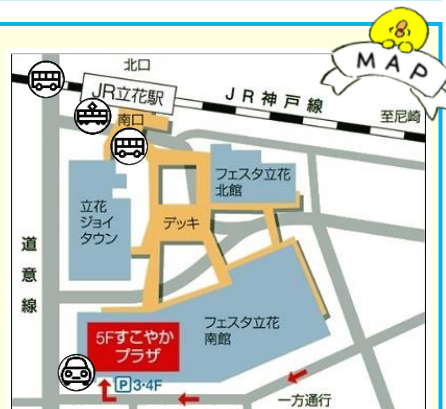 MAP
北口
JR立花駅
JR神戸線
至尼崎
南口
フェスタ立花
北館
立花
ジョイ
タウン
デッキ
道意線
フェスタ立花
南館
5Fすこやか
プラザ
P 3・4F
一方通行